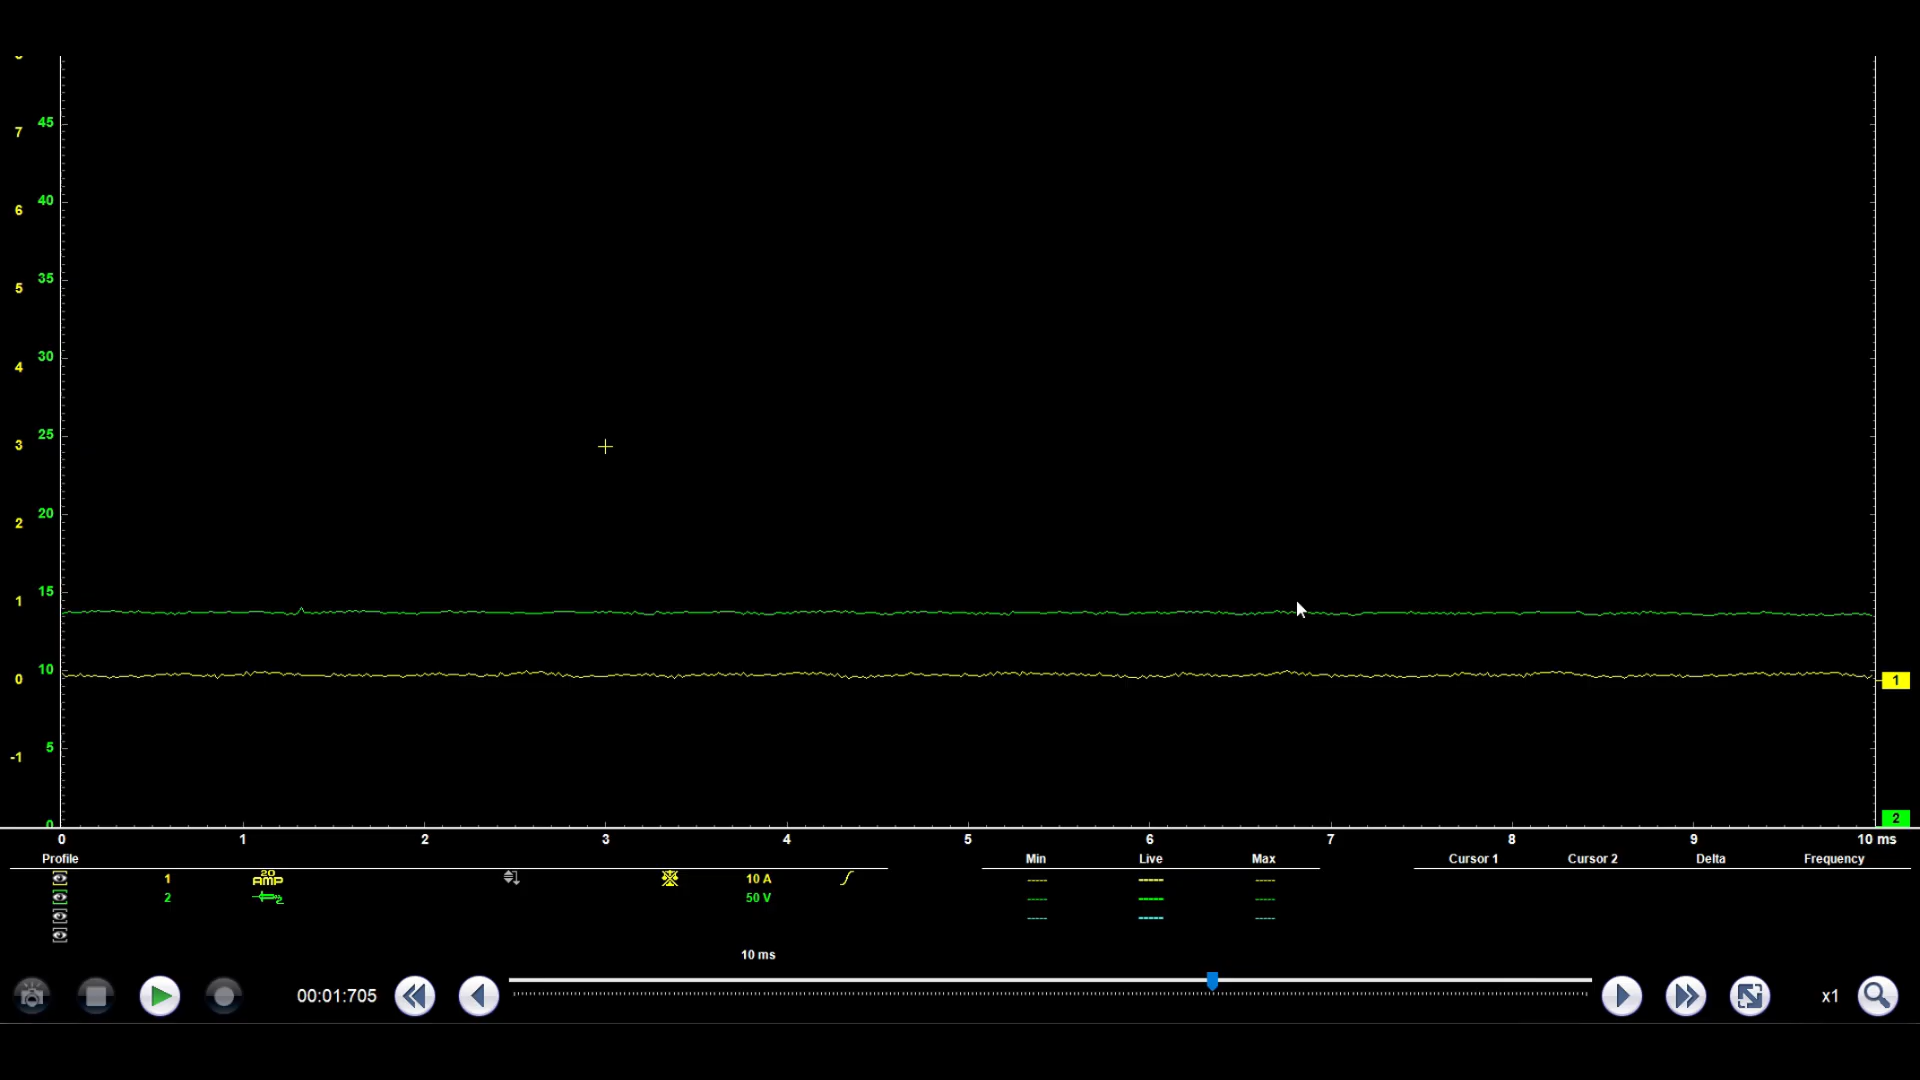 45
7
40
6
35
5
30
4
25
3
20
2
15
1
10
0
1
5
-1
2
0 1 2 3 4 5 6 7 8 9 10 ms
Profile Min Live Max Cursor 1 Cursor 2 Delta Frequency
1 20 AMP 10 A ----- ----- -----
2 50 V ----- ----- -----
----- ----- -----
10 ms
00:01:705 x1